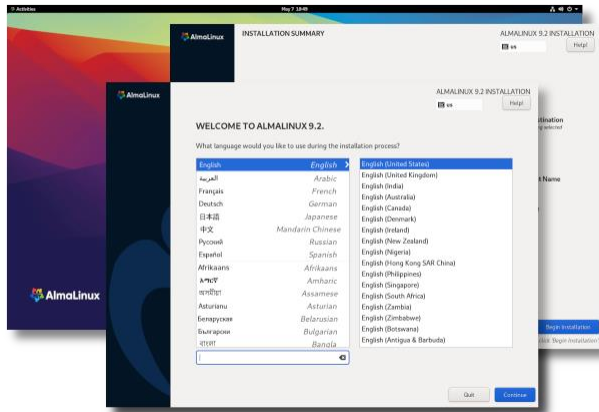 Activities
May 7 18:49
AlmaLinux
INSTALLATION SUMMARY
ALMALINUX 9.2 INSTALLATION
us
Help!
AlmaLinux
ALMALINUX 9.2 INSTALLATION
us
Help!
WELCOME TO ALMALINUX 9.2.
What language would you like to use during the installation process?
English English
العربية Arabic
Français French
Deutsch German
日本語 Japanese
中文 Mandarin Chinese
Русский Russian
Español Spanish
Afrikaans Afrikaans
አማርኛ Amharic
অসমীয়া Assamese
Asturianu Asturian
Беларуская Belarusian
Български Bulgarian
বাংলা Bangla
English (United States)
English (United Kingdom)
English (India)
English (Australia)
English (Canada)
English (Denmark)
English (Ireland)
English (New Zealand)
English (Nigeria)
English (Hong Kong SAR China)
English (Philippines)
English (Singapore)
English (South Africa)
English (Zambia)
English (Zimbabwe)
English (Botswana)
English (Antigua & Barbuda)
Quit
Continue
selected
t Name
Begin Installation
click 'Begin Installation'
AlmaLinux